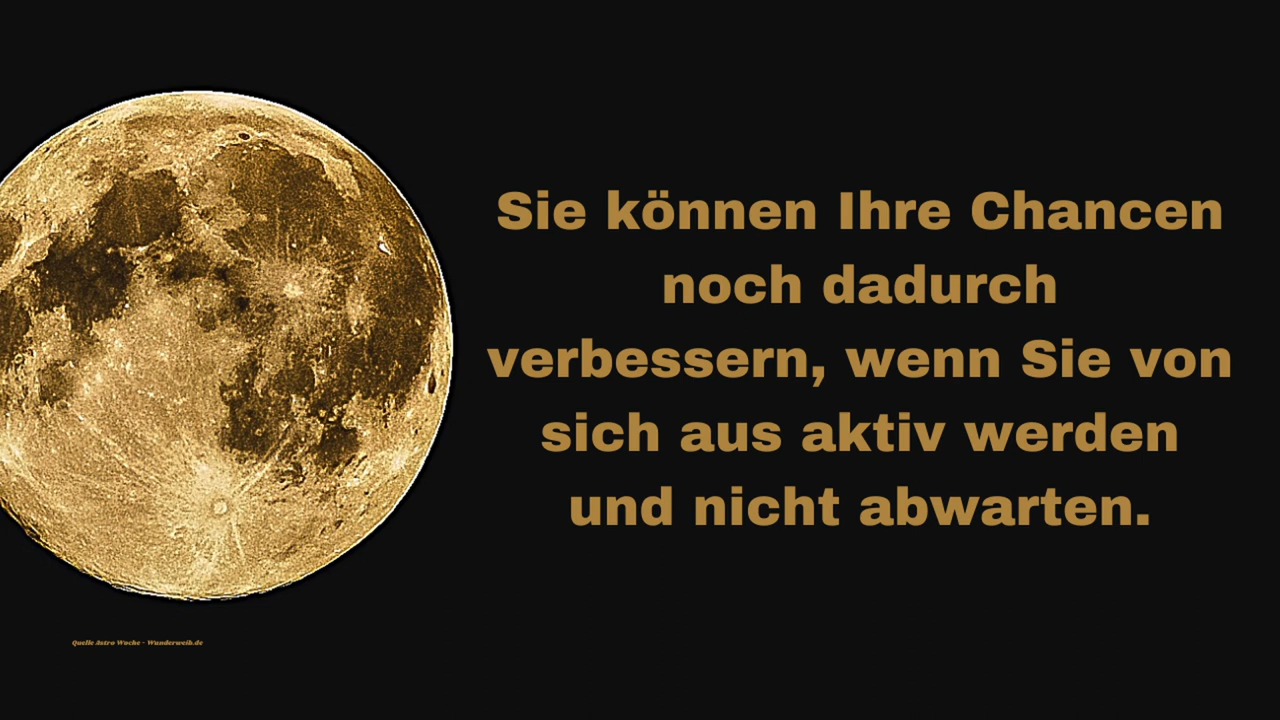 Sie können Ihre Chancen
noch dadurch
verbessern, wenn Sie von
sich aus aktiv werden
und nicht abwarten.
Quelle Astro Woche - Wunderweib.de